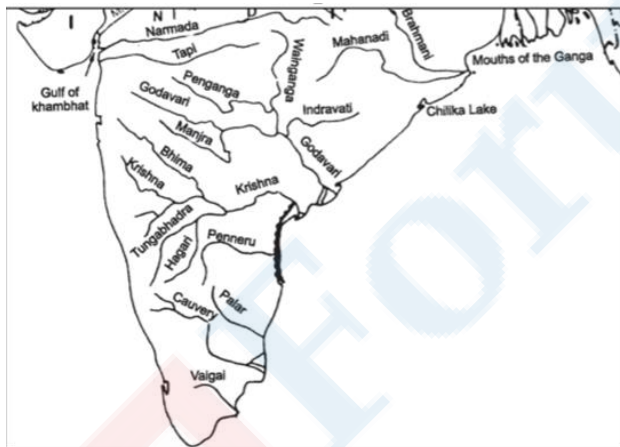 I
N
I
D
Narmada
Tapi
Gulf of
khambhat
Wainganga
Mahanadi
Brahmani
Mouths of the Ganga
Chilika Lake
Penganga
Godavari
Manjra
Indravati
Godavari
Bhima
Krishna
Krishna
Tungabhadra
Hagari
Penneru
Cauvery
Palar
Vaigai
Foru